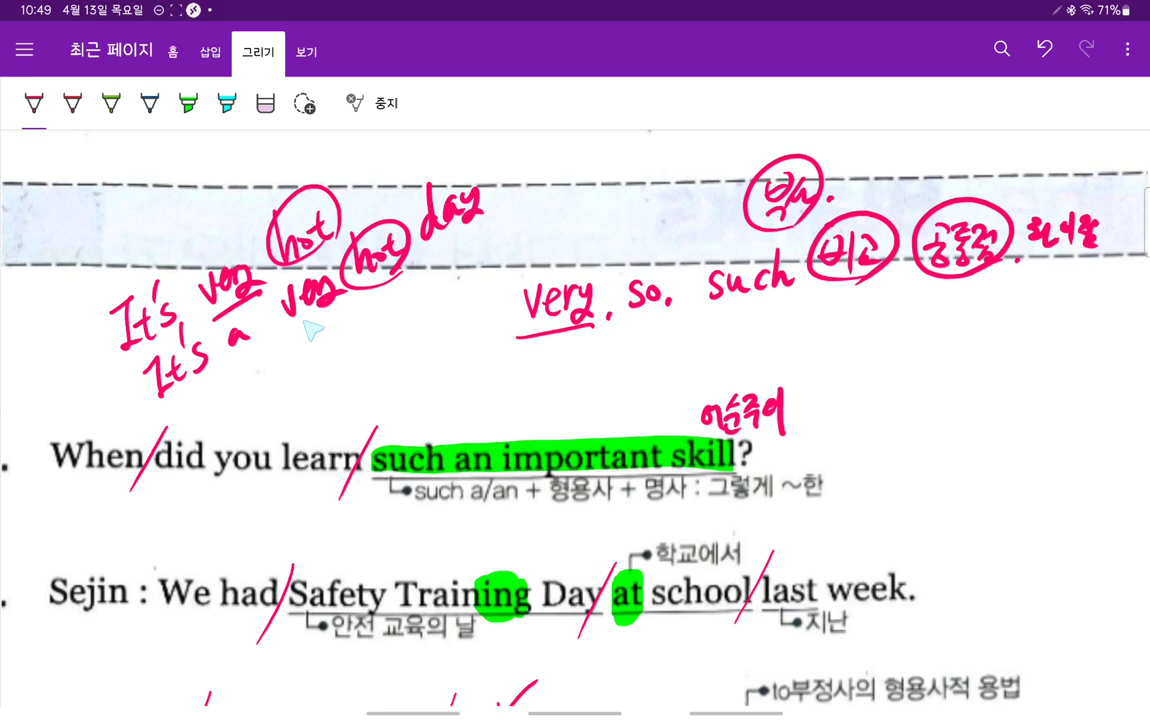 10:49 4월 13일 목요일 71%
최근 페이지 홈 삽입 그리기 보기
중지
It's very hot
It's a very hot day
부사.
very. so. such 비교 공통점. 차이점
어순주의
When did you learn such an important skill?
such a/an + 형용사 + 명사 : 그렇게 ~한
학교에서
Sejin : We had Safety Training Day at school last week.
안전 교육의 날 지난
to부정사의 형용사적 용법